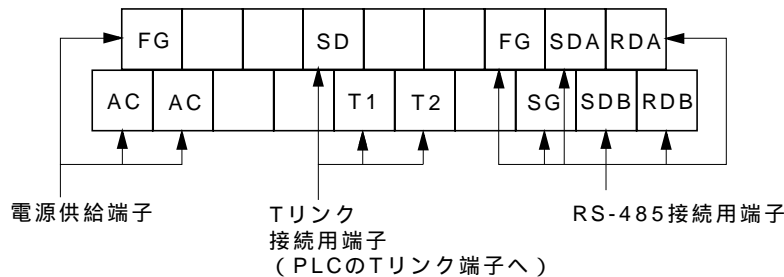 FG SD FG SDA RDA
AC AC T1 T2 SG SDB RDB
電源供給端子
Tリンク
接続用端子
(PLCのTリンク端子へ)
RS-485接続用端子